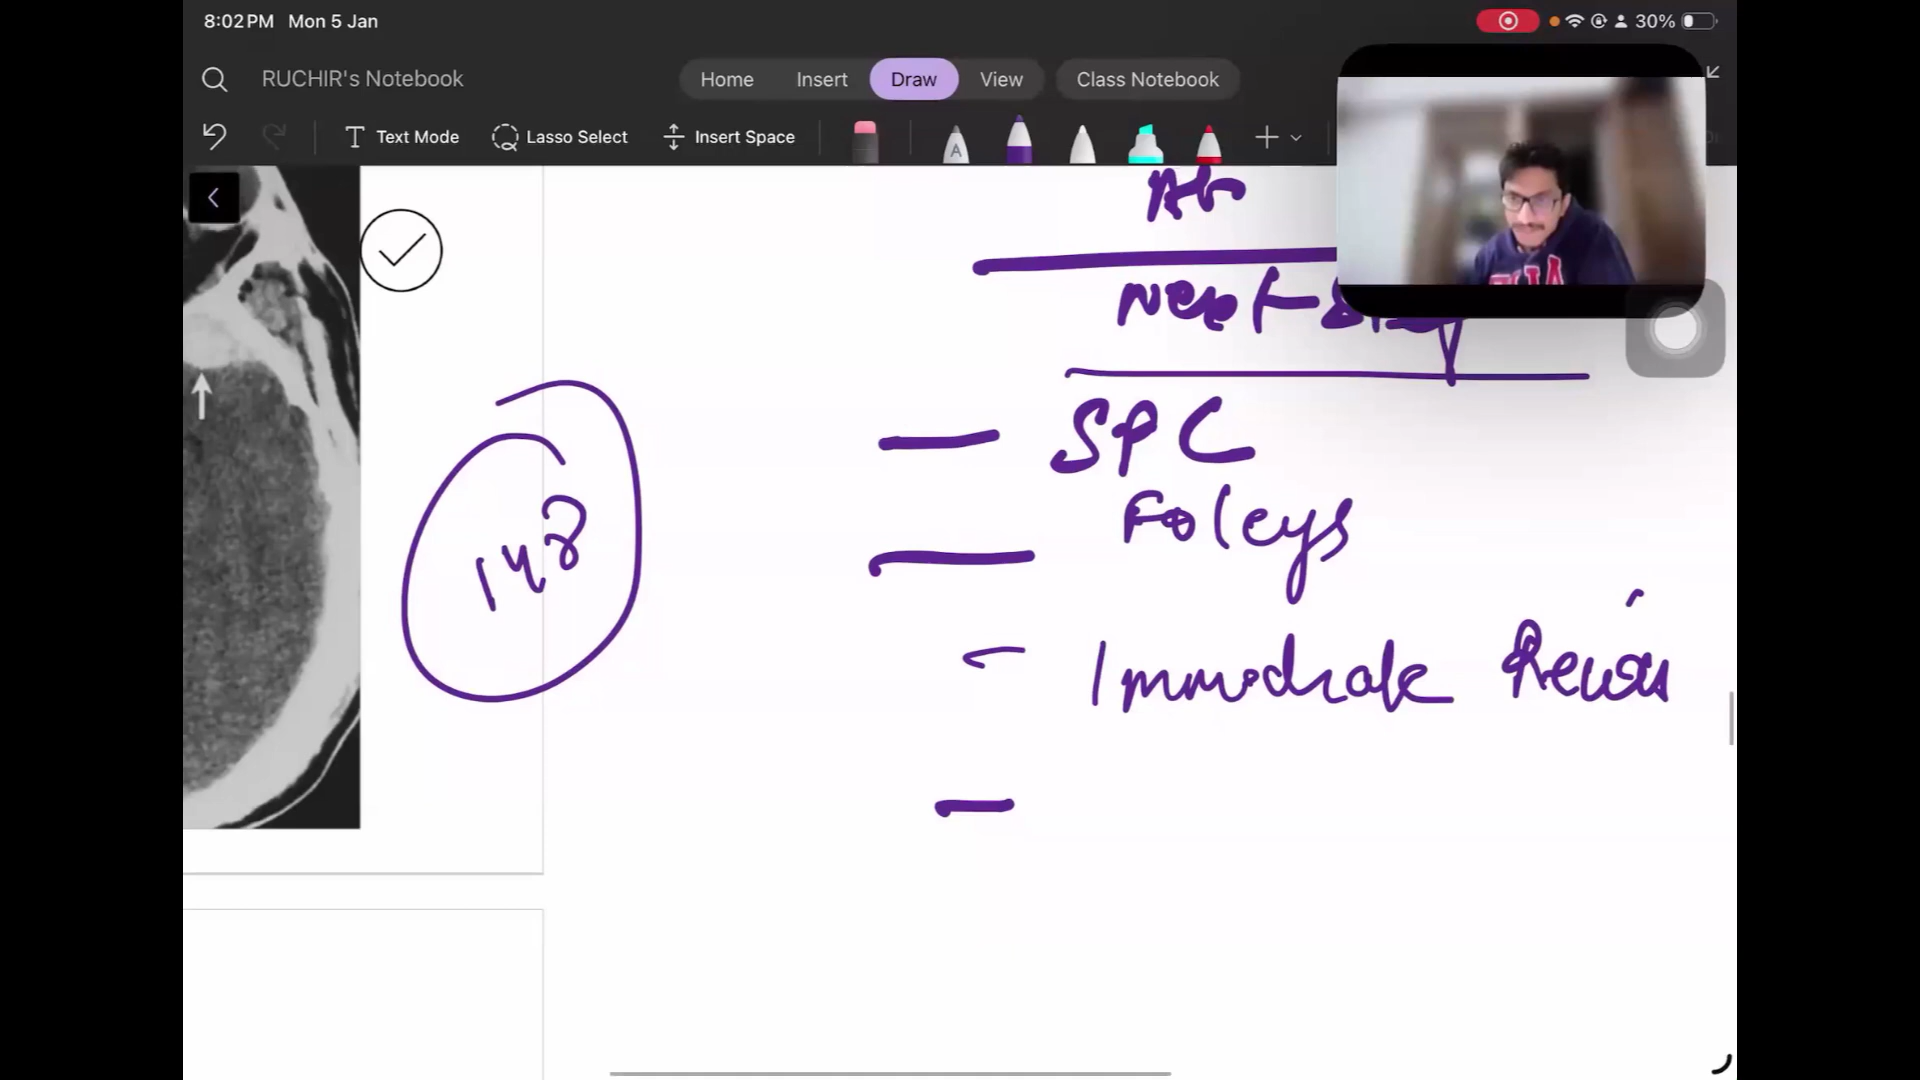 8:02 PM Mon 5 Jan
30%
RUCHIR's Notebook
Home Insert Draw View Class Notebook
Text Mode Lasso Select Insert Space
A
Next
SPC
Foleys
148
Immediate